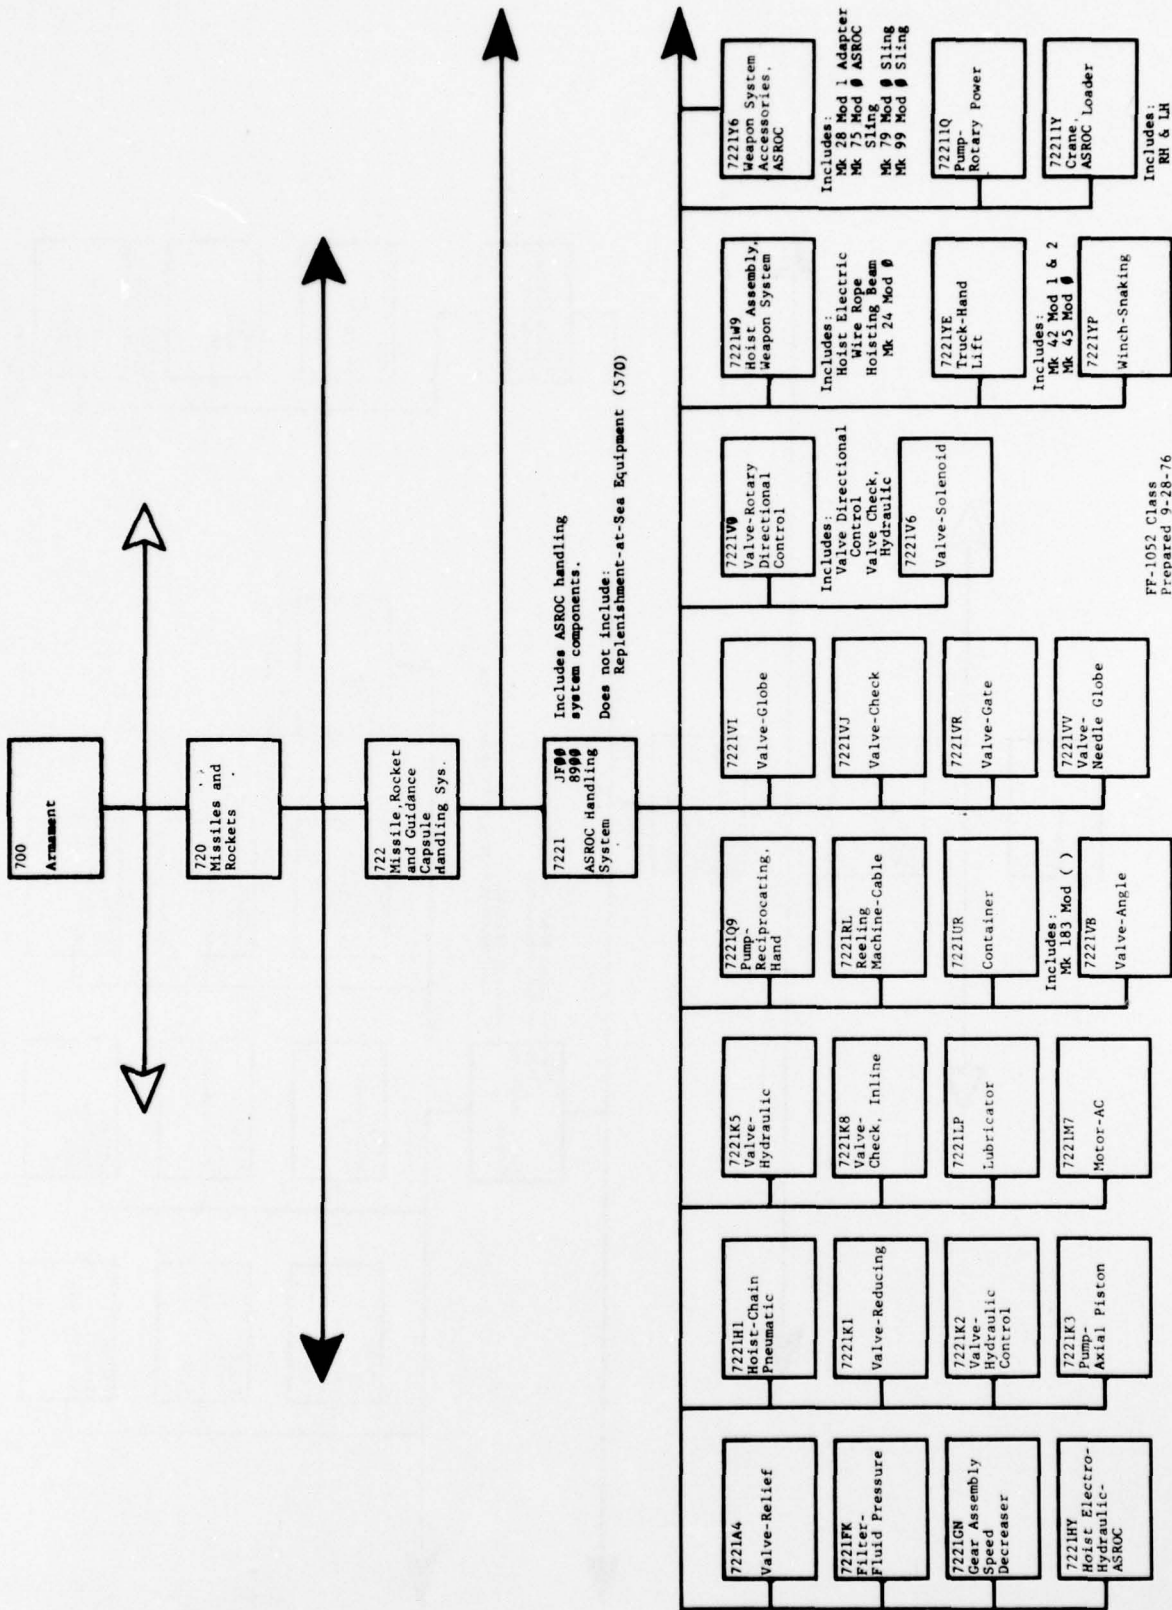 700
Armament
720
Missiles and
Rockets
722
Missile,Rocket
and Guidance
Capsule
Handling Sys.
7221 JF00
8900
ASROC Handling
System
Includes ASROC handling
system components.
Does not include:
Replenishment-at-Sea Equipment (570)
7221A4
Valve-Relief
7221FK
Filter-
Fluid Pressure
7221GN
Gear Assembly
Speed
Decreaser
7221HY
Hoist Electro-
Hydraulic-
ASROC
7221H1
Hoist-Chain
Pneumatic
7221K1
Valve-Reducing
7221K2
Valve-
Hydraulic
Control
7221K3
Pump-
Axial Piston
7221K5
Valve-
Hydraulic
7221K8
Valve-
Check, Inline
7221LP
Lubricator
7221M7
Motor-AC
7221Q9
Pump-
Reciprocating,
Hand
7221RL
Reeling
Machine-Cable
7221UR
Container
Includes:
Mk 183 Mod ( )
7221VB
Valve-Angle
7221VI
Valve-Globe
7221VJ
Valve-Check
7221VR
Valve-Gate
7221VV
Valve-
Needle Globe
7221V0
Valve-Rotary
Directional
Control
Includes:
Valve Directional
Control
Valve Check,
Hydraulic
7221V6
Valve-Solenoid
7221W9
Hoist Assembly,
Weapon System
Includes:
Hoist Electric
Wire Rope
Hoisting Beam
Mk 24 Mod 0
7221YE
Truck-Hand
Lift
Includes:
Mk 42 Mod 1 & 2
Mk 45 Mod 0
7221YP
Winch-Snaking
7221Y6
Weapon System
Accessories,
ASROC
Includes:
Mk 28 Mod 1 Adapter
Mk 75 Mod 0 ASROC
Sling
Mk 79 Mod 0 Sling
Mk 99 Mod 0 Sling
72211Q
Pump-
Rotary Power
72211Y
Crane,
ASROC Loader
Includes:
RH & LH
FF-1052 Class
Prepared 9-28-76